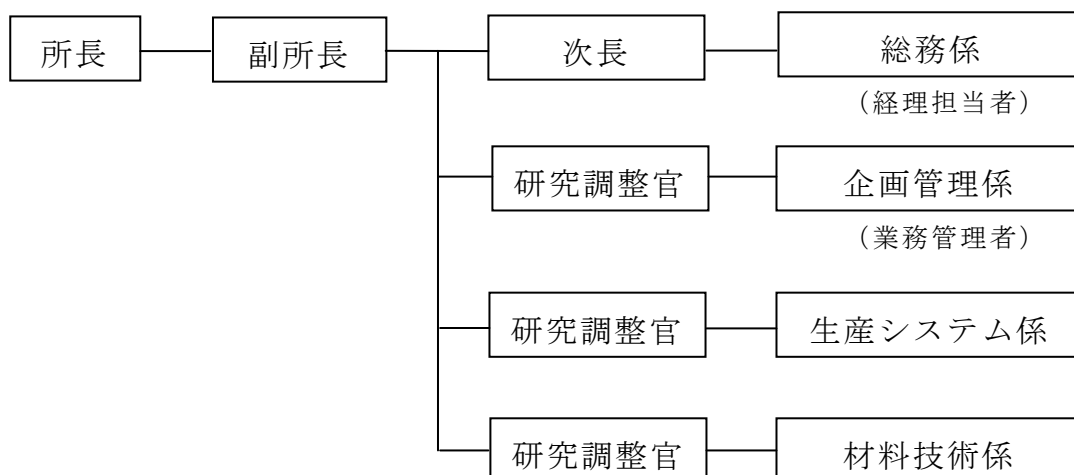 所長
副所長
次長
総務係
（経理担当者）
研究調整官
企画管理係
（業務管理者）
研究調整官
生産システム係
研究調整官
材料技術係